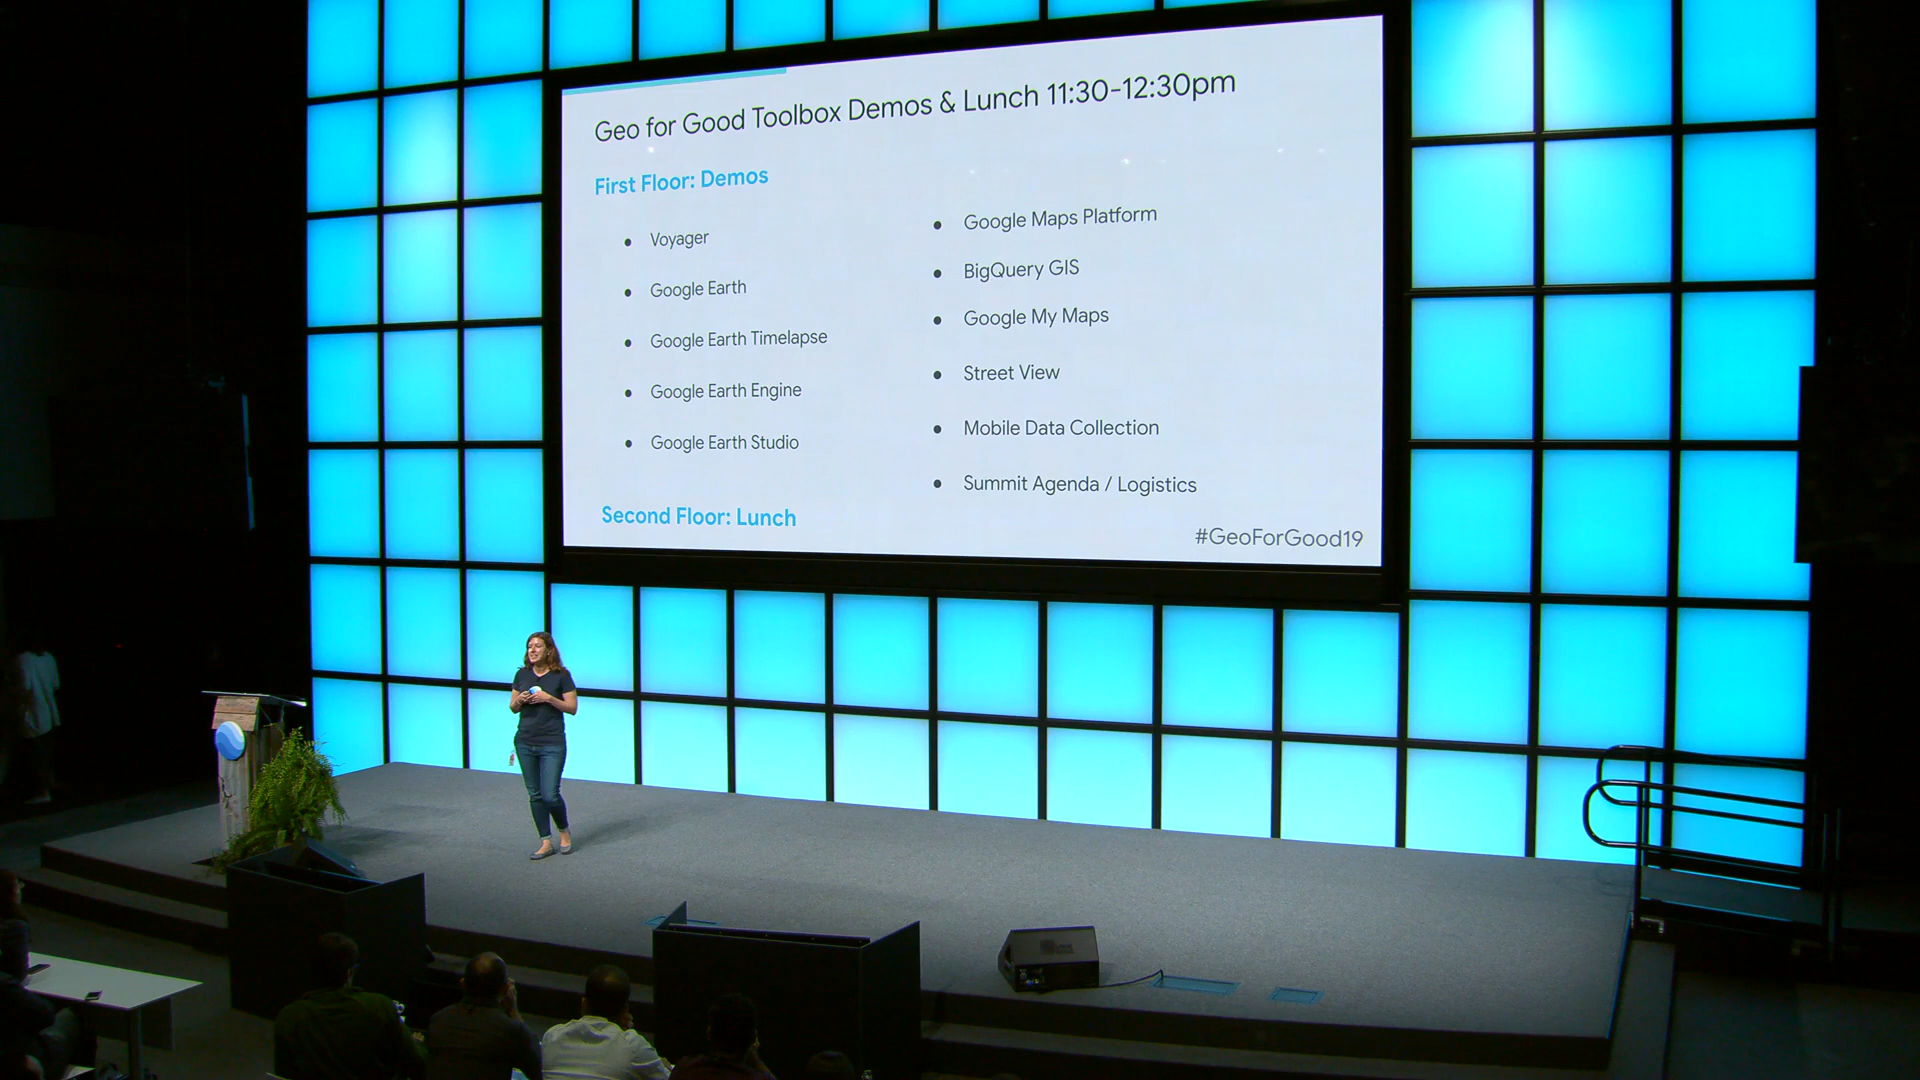 Geo for Good Toolbox Demos & Lunch 11:30-12:30pm
First Floor: Demos
Voyager
Google Earth
Google Earth Timelapse
Google Earth Engine
Google Earth Studio
Google Maps Platform
BigQuery GIS
Google My Maps
Street View
Mobile Data Collection
Summit Agenda / Logistics
Second Floor: Lunch
#GeoForGood19